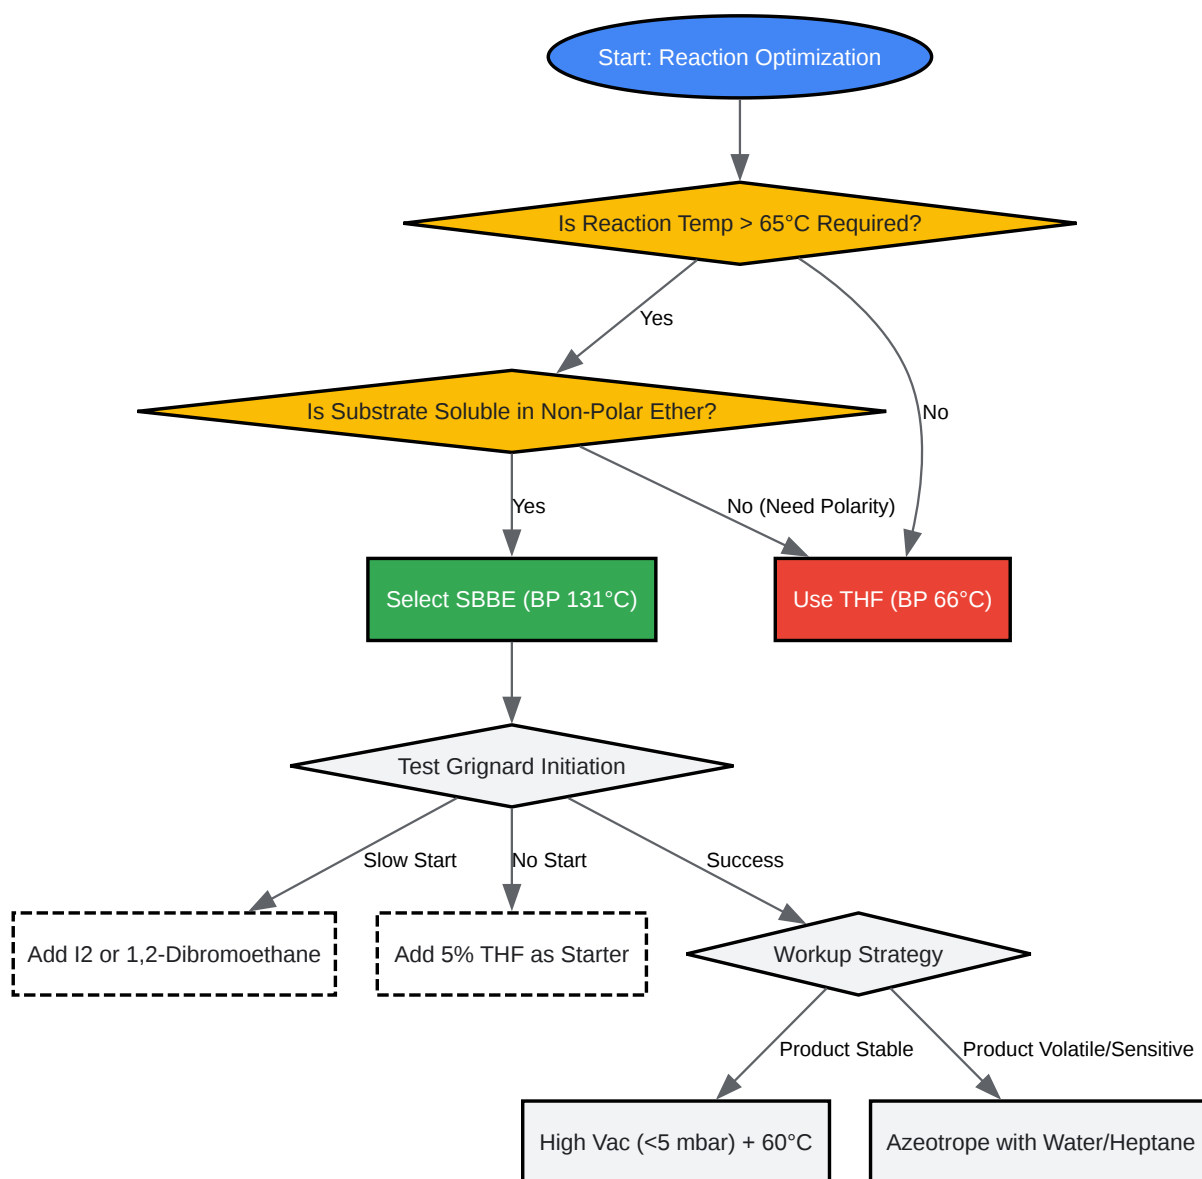 Start: Reaction Optimization
Is Reaction Temp > 65°C Required?
Yes
No
Is Substrate Soluble in Non-Polar Ether?
Yes
No (Need Polarity)
Select SBBE (BP 131°C)
Use THF (BP 66°C)
Test Grignard Initiation
Slow Start
No Start
Success
Add I2 or 1,2-Dibromoethane
Add 5% THF as Starter
Workup Strategy
Product Stable
Product Volatile/Sensitive
High Vac (<5 mbar) + 60°C
Azeotrope with Water/Heptane